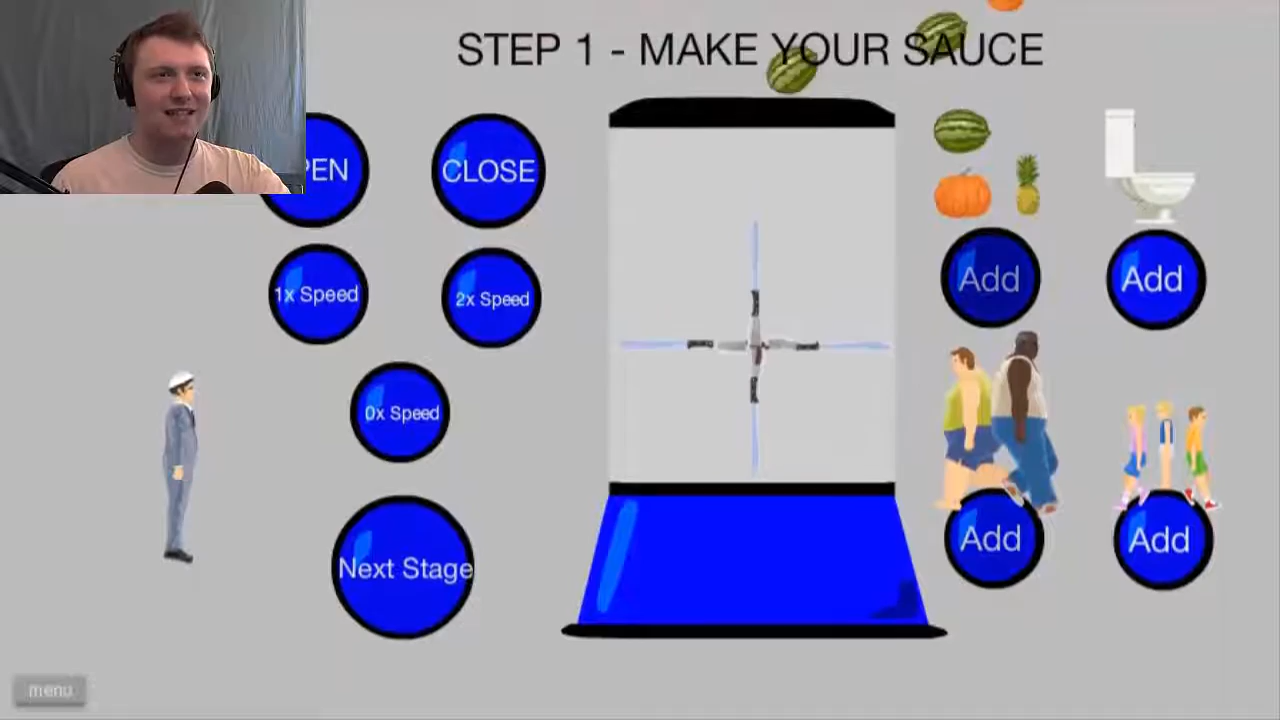 STEP 1 - MAKE YOUR SAUCE
PEN
CLOSE
1x Speed
2x Speed
Add
Add
0x Speed
Next Stage
Add
Add
menu